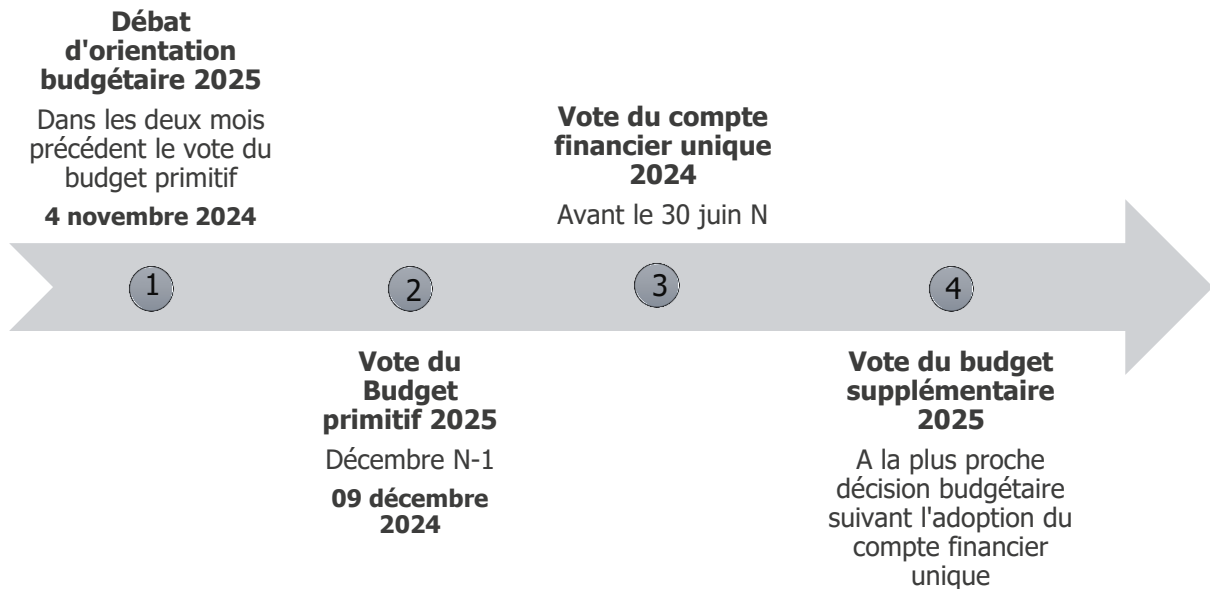 Débat
d'orientation
budgétaire 2025
Dans les deux mois
précédent le vote du
budget primitif
4 novembre 2024
Vote du compte
financier unique
2024
Avant le 30 juin N
1
2
3
4
Vote du
Budget
primitif 2025
Décembre N-1
09 décembre
2024
Vote du budget
supplémentaire
2025
A la plus proche
décision budgétaire
suivant l'adoption du
compte financier
unique